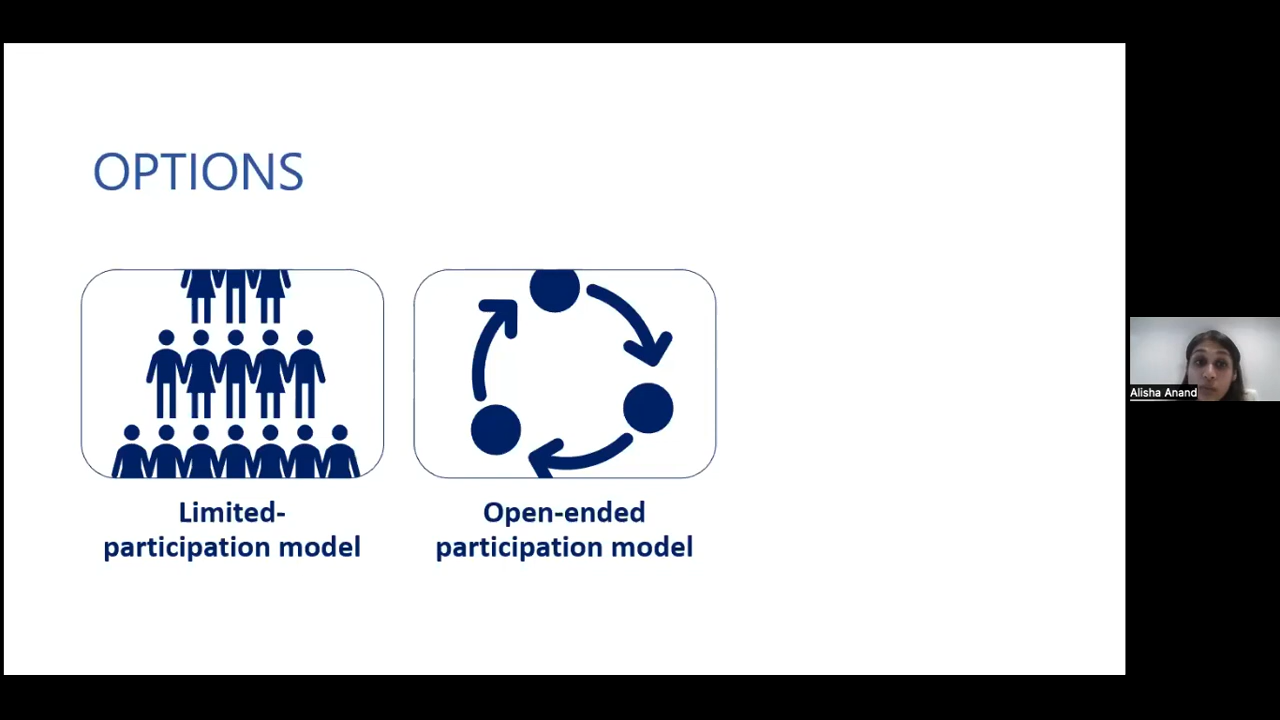 OPTIONS
Limited-
participation model
Open-ended
participation model
Alisha Anand